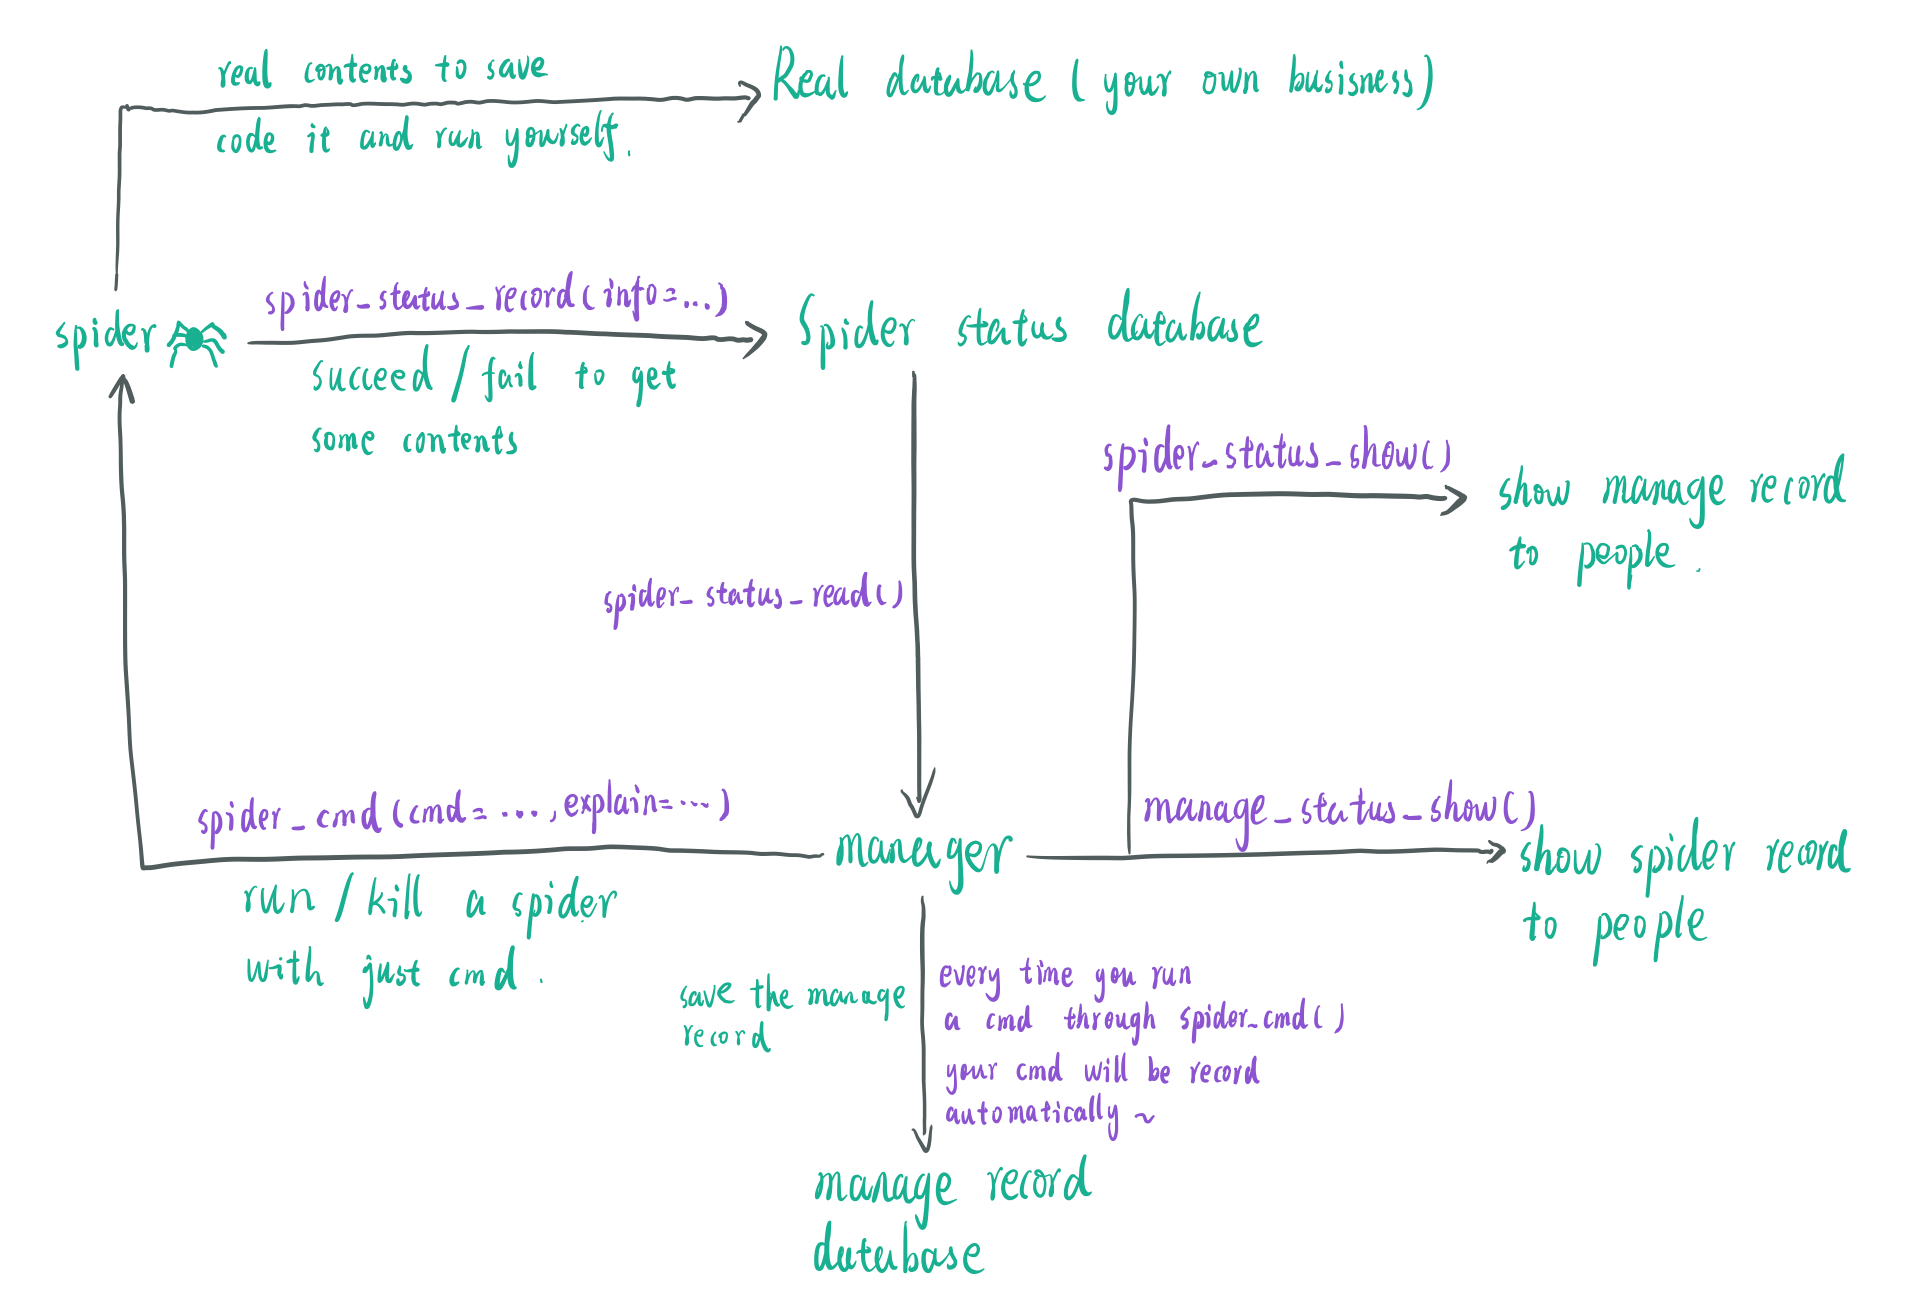 real contents to save
Real database ( your own busisness )
code it and run yourself.
spider_status_record(info=...)
spider
Spider status database
succeed / fail to get
some contents
spider_status_show()
show manage record
to people.
spider_status_read()
spider_cmd(cmd=..., explain=...)
manage_status_show()
manager
show spider record
to people
run / kill a spider
with just cmd.
save the manage
record
every time you run
a cmd through spider_cmd()
your cmd will be record
automatically ~
manage record
database